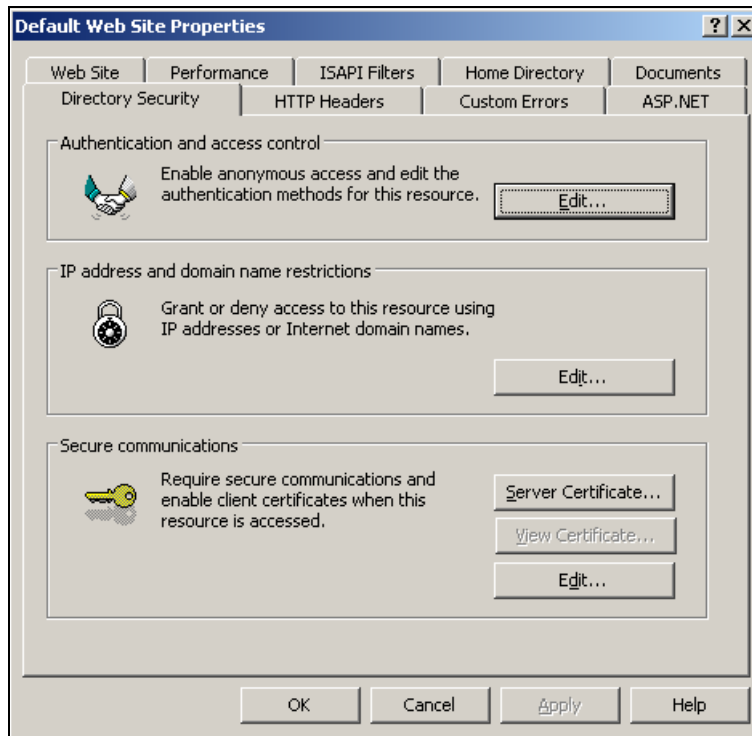 Default Web Site Properties
Web Site Performance ISAPI Filters Home Directory Documents
Directory Security HTTP Headers Custom Errors ASP.NET
Authentication and access control
Enable anonymous access and edit the
authentication methods for this resource.
Edit...
IP address and domain name restrictions
Grant or deny access to this resource using
IP addresses or Internet domain names.
Edit...
Secure communications
Require secure communications and
enable client certificates when this
resource is accessed.
Server Certificate...
View Certificate...
Edit...
OK Cancel Apply Help